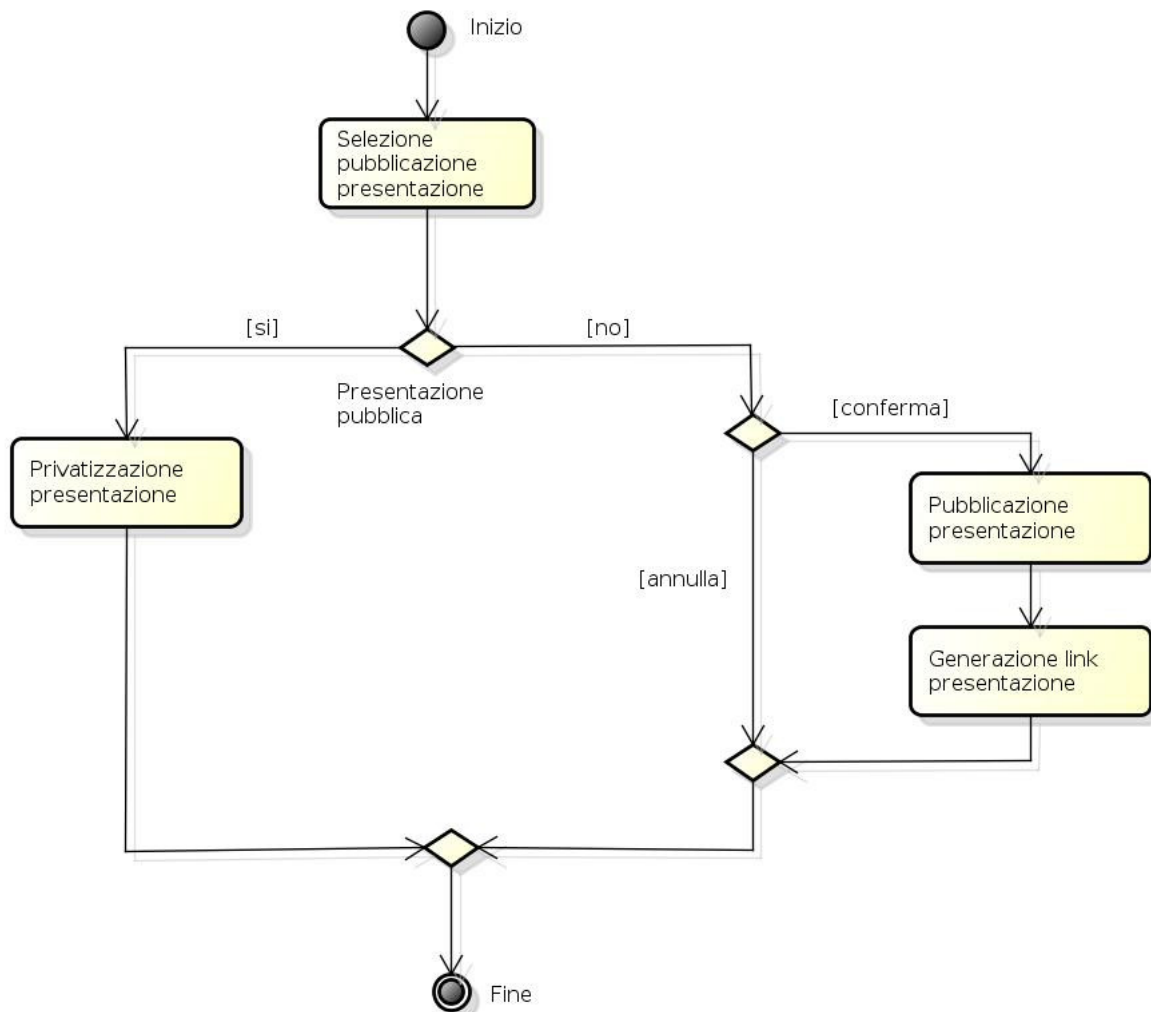 Inizio
Selezione
pubblicazione
presentazione
[si]
[no]
Presentazione
pubblica
[conferma]
Privatizzazione
presentazione
Pubblicazione
presentazione
[annulla]
Generazione link
presentazione
Fine